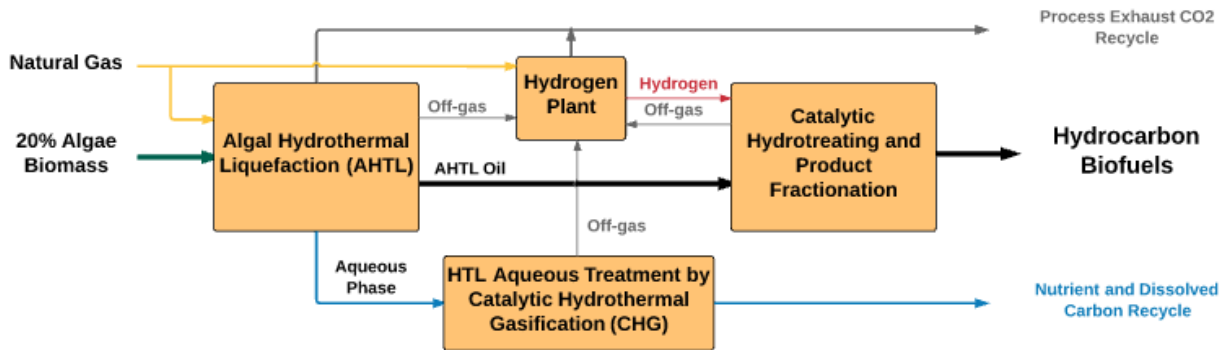 Process Exhaust CO2
Recycle
Natural Gas
Hydrogen
Plant
Hydrogen
Off-gas
Off-gas
20% Algae
Biomass
Algal Hydrothermal
Liquefaction (AHTL)
AHTL Oil
Catalytic
Hydrotreating and
Product
Fractionation
Hydrocarbon
Biofuels
Off-gas
Aqueous
Phase
HTL Aqueous Treatment by
Catalytic Hydrothermal
Gasification (CHG)
Nutrient and Dissolved
Carbon Recycle